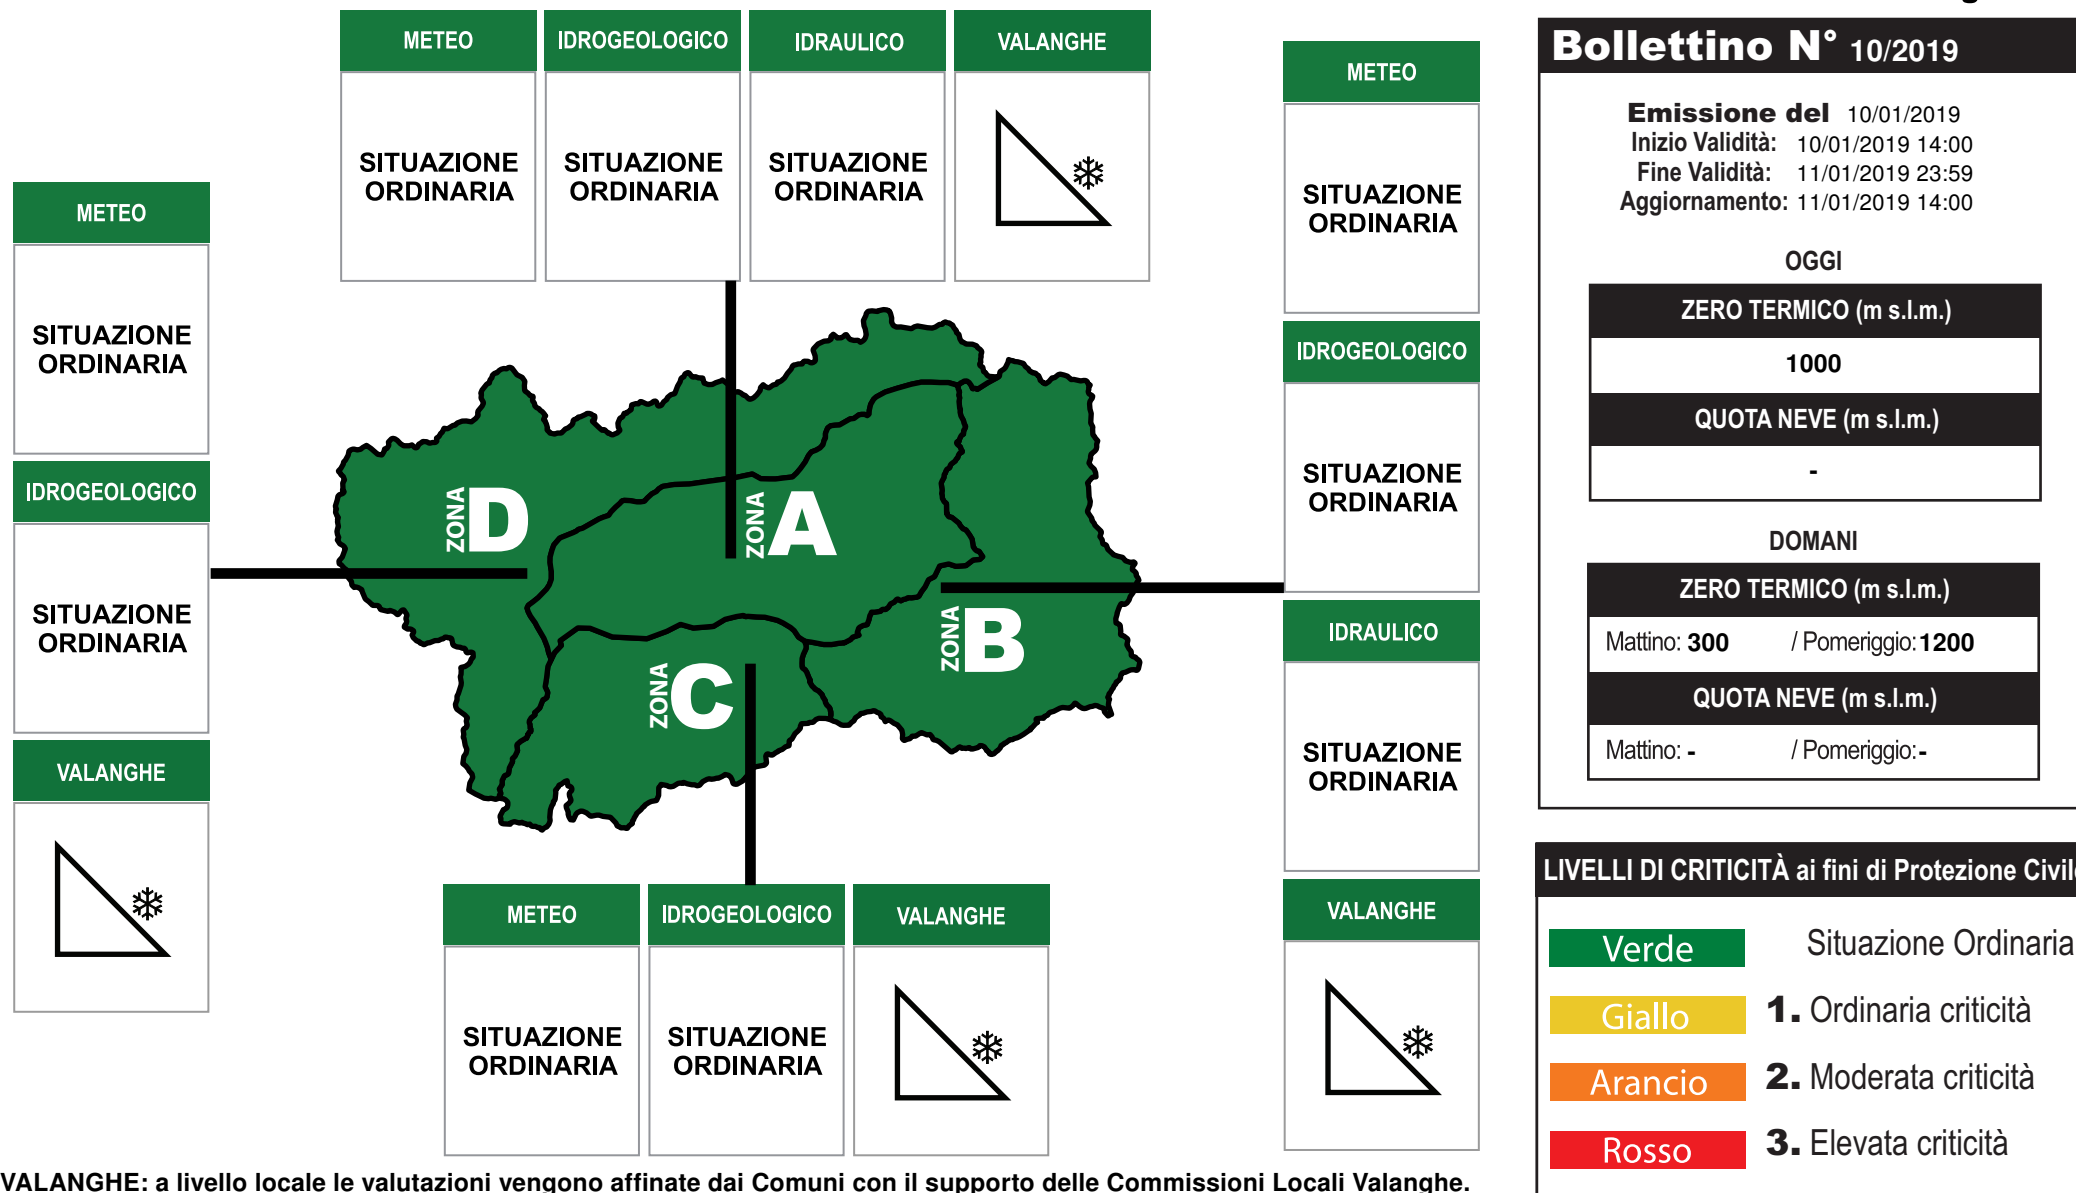 METEO
IDROGEOLOGICO
IDRAULICO
VALANGHE
SITUAZIONE
ORDINARIA
SITUAZIONE
ORDINARIA
SITUAZIONE
ORDINARIA
METEO
SITUAZIONE
ORDINARIA
IDROGEOLOGICO
SITUAZIONE
ORDINARIA
VALANGHE
METEO
SITUAZIONE
ORDINARIA
IDROGEOLOGICO
SITUAZIONE
ORDINARIA
IDRAULICO
SITUAZIONE
ORDINARIA
VALANGHE
ZONA D
ZONA A
ZONA B
ZONA C
METEO
IDROGEOLOGICO
VALANGHE
SITUAZIONE
ORDINARIA
SITUAZIONE
ORDINARIA
VALANGHE: a livello locale le valutazioni vengono affinate dai Comuni con il supporto delle Commissioni Locali Valanghe.
Bollettino N° 10/2019
Emissione del 10/01/2019
Inizio Validità: 10/01/2019 14:00
Fine Validità: 11/01/2019 23:59
Aggiornamento: 11/01/2019 14:00
OGGI
ZERO TERMICO (m s.l.m.)
1000
QUOTA NEVE (m s.l.m.)
-
DOMANI
ZERO TERMICO (m s.l.m.)
Mattino: 300 / Pomeriggio: 1200
QUOTA NEVE (m s.l.m.)
Mattino: - / Pomeriggio: -
LIVELLI DI CRITICITÀ ai fini di Protezione Civile
Verde Situazione Ordinaria
Giallo 1. Ordinaria criticità
Arancio 2. Moderata criticità
Rosso 3. Elevata criticità